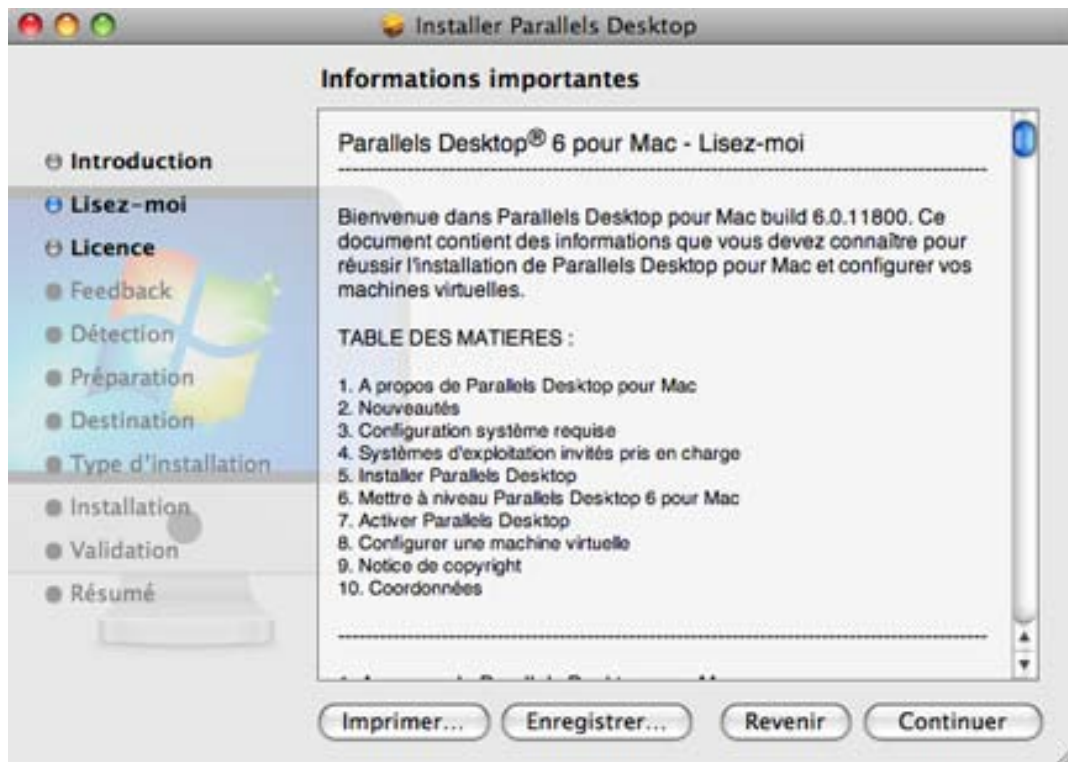 Installer Parallels Desktop
Informations importantes
Introduction
Lisez-moi
Licence
Feedback
Détection
Préparation
Destination
Type d'installation
Installation
Validation
Résumé
Parallels Desktop® 6 pour Mac - Lisez-moi
Bienvenue dans Parallels Desktop pour Mac build 6.0.11800. Ce
document contient des informations que vous devez connaître pour
réussir l'installation de Parallels Desktop pour Mac et configurer vos
machines virtuelles.
TABLE DES MATIERES :
1. A propos de Parallels Desktop pour Mac
2. Nouveautés
3. Configuration système requise
4. Systèmes d'exploitation invités pris en charge
5. Installer Parallels Desktop
6. Mettre à niveau Parallels Desktop 6 pour Mac
7. Activer Parallels Desktop
8. Configurer une machine virtuelle
9. Notice de copyright
10. Coordonnées
Imprimer...
Enregistrer...
Revenir
Continuer